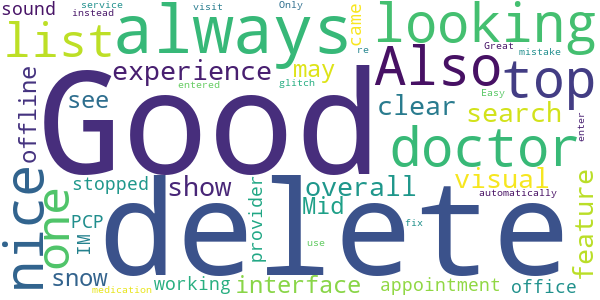 sound
service
instead
visit
Only
came
looking
list
always
re
Great
mistake
Also
top
experience
may
entered
glitch
Easy
offline
Good
see
clear
search
enter
doctor
nice
one
stopped
show
overall
visual
automatically
delete
PCP
IM
provider
Mid
feature
fix
use
snow
working
interface
appointment
office
medication